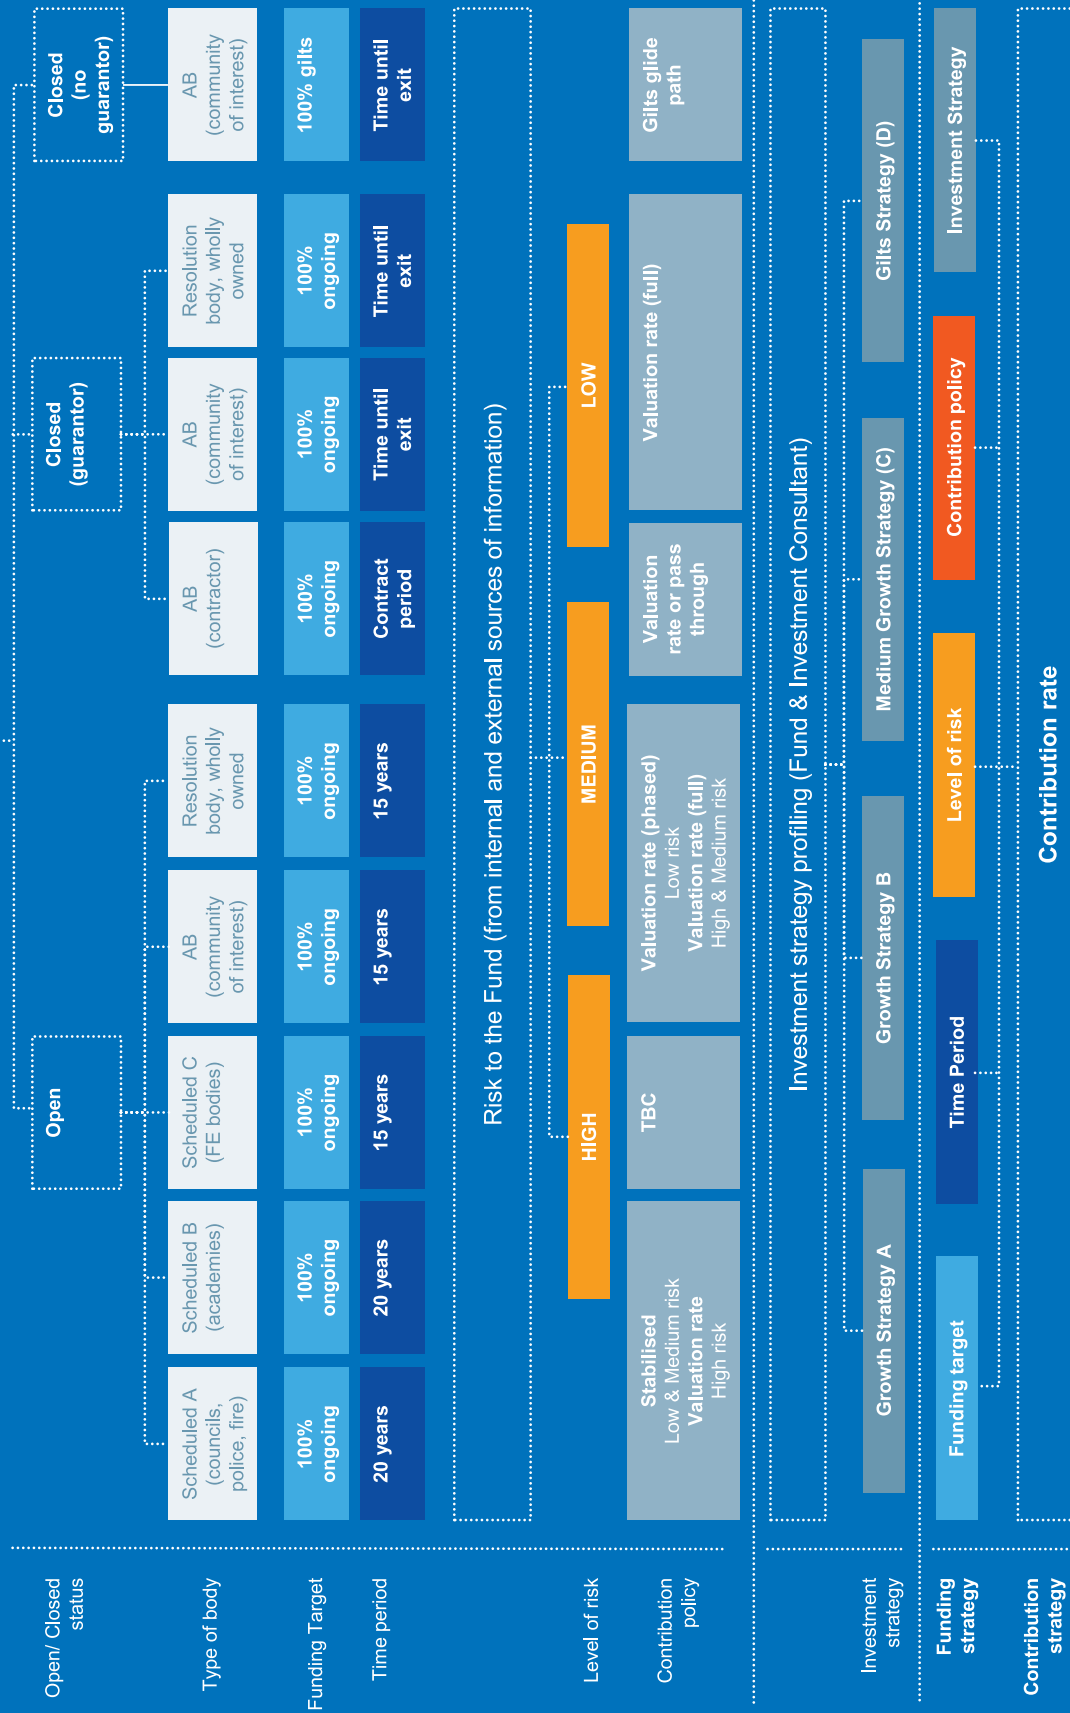 Open/ Closed
status
Open
Closed
(guarantor)
Closed
(no
guarantor)
Type of body
Scheduled A
(councils,
police, fire)
Scheduled B
(academies)
Scheduled C
(FE bodies)
AB
(community
of interest)
Resolution
body, wholly
owned
AB
(contractor)
AB
(community
of interest)
Resolution
body, wholly
owned
AB
(community
of interest)
Funding Target
100%
ongoing
100%
ongoing
100%
ongoing
100%
ongoing
100%
ongoing
100%
ongoing
100%
ongoing
100%
ongoing
100% gilts
Time period
20 years
20 years
15 years
15 years
15 years
Contract
period
Time until
exit
Time until
exit
Time until
exit
Risk to the Fund (from internal and external sources of information)
Level of risk
HIGH
MEDIUM
LOW
Contribution
policy
Stabilised
Low & Medium risk
Valuation rate
High risk
TBC
Valuation rate (phased)
Low risk
Valuation rate (full)
High & Medium risk
Valuation
rate or pass
through
Valuation rate (full)
Gilts glide
path
Investment strategy profiling (Fund & Investment Consultant)
Investment
strategy
Growth Strategy A
Growth Strategy B
Medium Growth Strategy (C)
Gilts Strategy (D)
Funding
strategy
Funding target
Time Period
Level of risk
Contribution policy
Investment Strategy
Contribution
strategy
Contribution rate